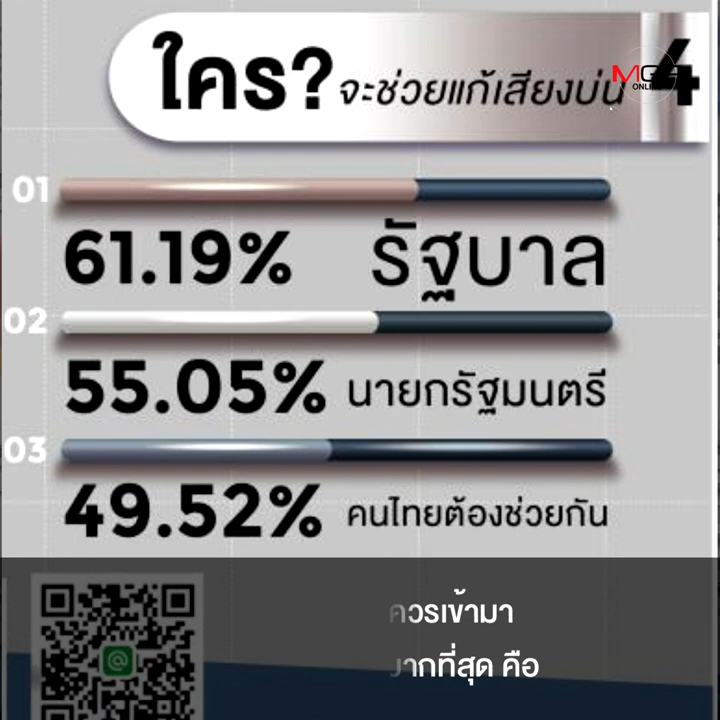 ใคร? จะช่วยแก้เสียงบ่น 4
MGR
ONLINE
01
61.19% รัฐบาล
02
55.05% นายกรัฐมนตรี
03
49.52% คนไทยต้องช่วยกัน
ควรเข้ามา
มากที่สุด คือ